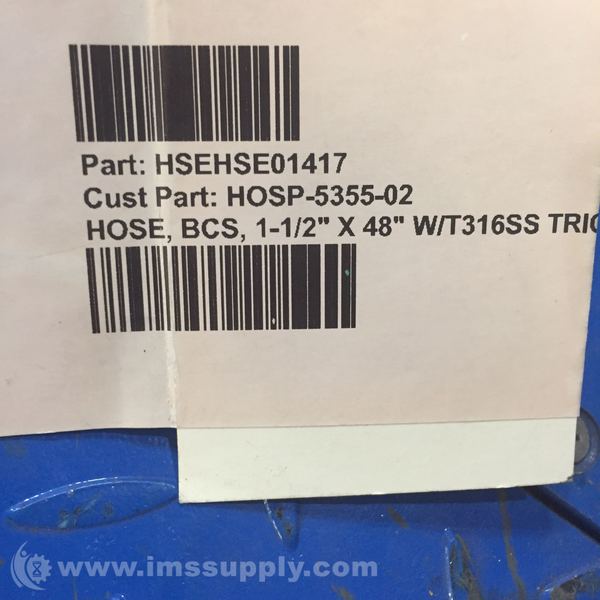 Part: HSEHSE01417
Cust Part: HOSP-5355-02
HOSE, BCS, 1-1/2" X 48" W/T316SS
www.imssupply.com